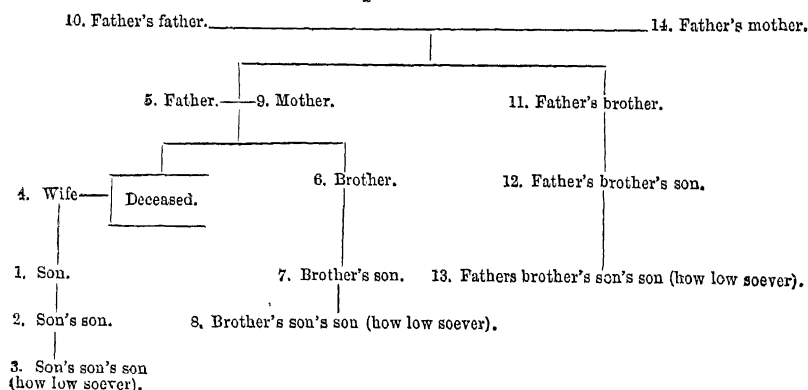 10. Father's father. 14. Father's mother.
5. Father. 9. Mother. 11. Father's brother.
4. Wife Deceased. 6. Brother. 12. Father's brother's son.
1. Son. 7. Brother's son. 13. Fathers brother's son's son (how low soever).
2. Son's son. 8. Brother's son's son (how low soever).
3. Son's son's son
(how low soever).